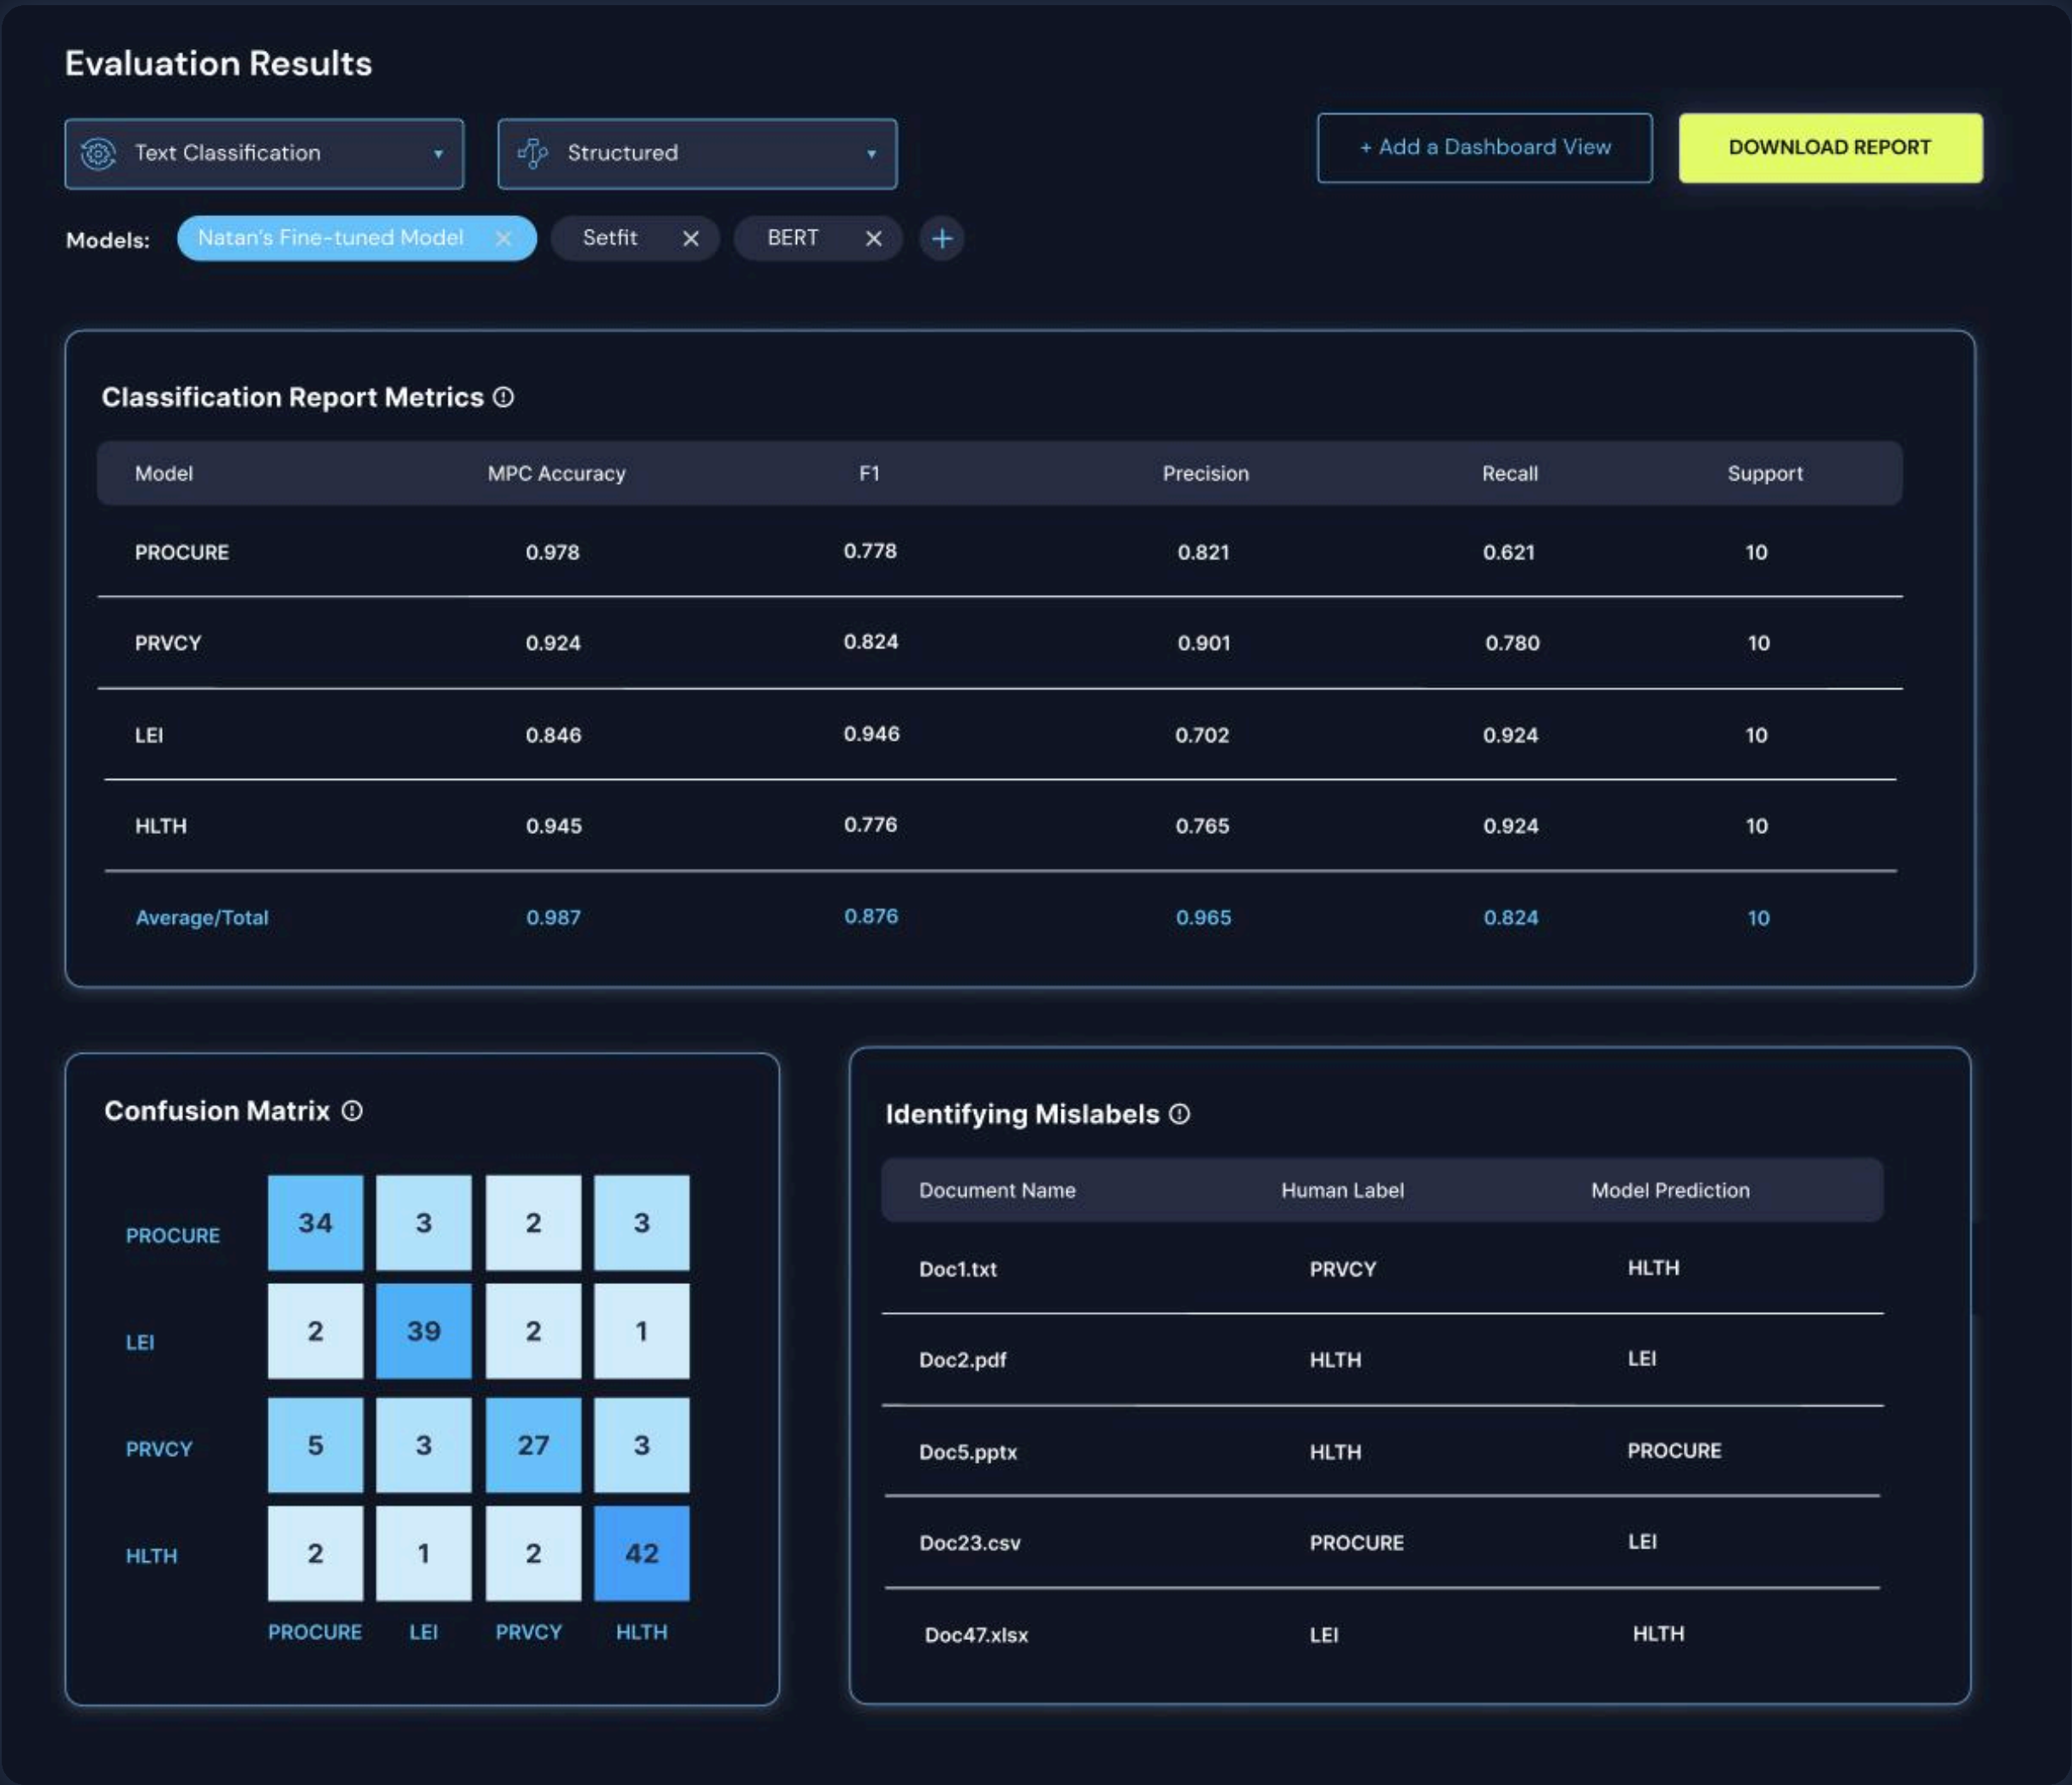 Evaluation Results
Text Classification
Structured
+ Add a Dashboard View
DOWNLOAD REPORT
Models:
Natan's Fine-tuned Model
Setfit
BERT
Classification Report Metrics
Model MPC Accuracy F1 Precision Recall Support
PROCURE 0.978 0.778 0.821 0.621 10
PRVCY 0.924 0.824 0.901 0.780 10
LEI 0.846 0.946 0.702 0.924 10
HLTH 0.945 0.776 0.765 0.924 10
Average/Total 0.987 0.876 0.965 0.824 10
Confusion Matrix
PROCURE 34 3 2 3
LEI 2 39 2 1
PRVCY 5 3 27 3
HLTH 2 1 2 42
PROCURE LEI PRVCY HLTH
Identifying Mislabels
Document Name Human Label Model Prediction
Doc1.txt PRVCY HLTH
Doc2.pdf HLTH LEI
Doc5.pptx HLTH PROCURE
Doc23.csv PROCURE LEI
Doc47.xlsx LEI HLTH